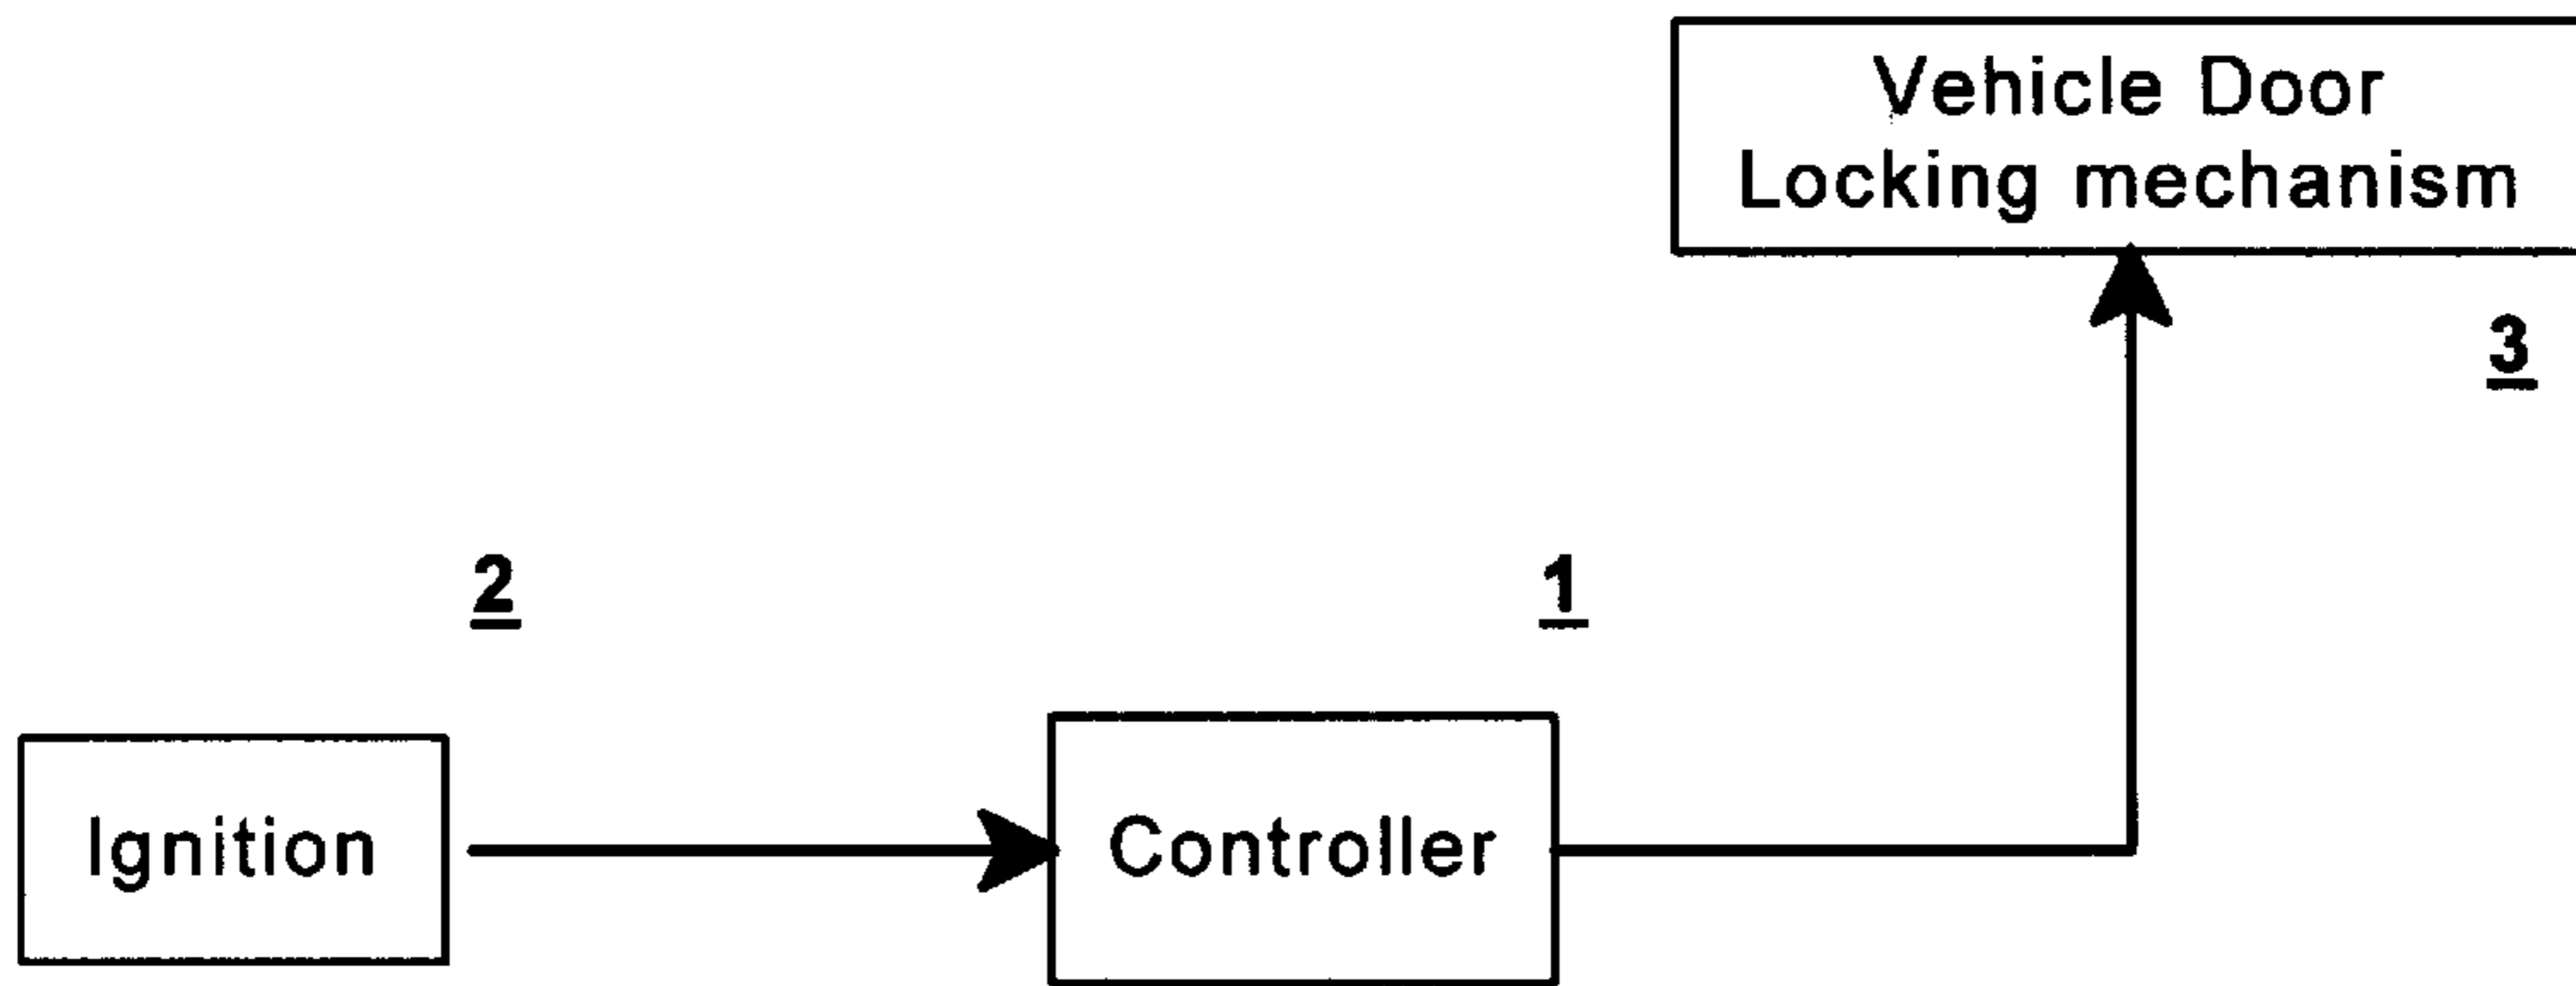 Vehicle Door
Locking mechanism
3
2
1
Ignition
Controller